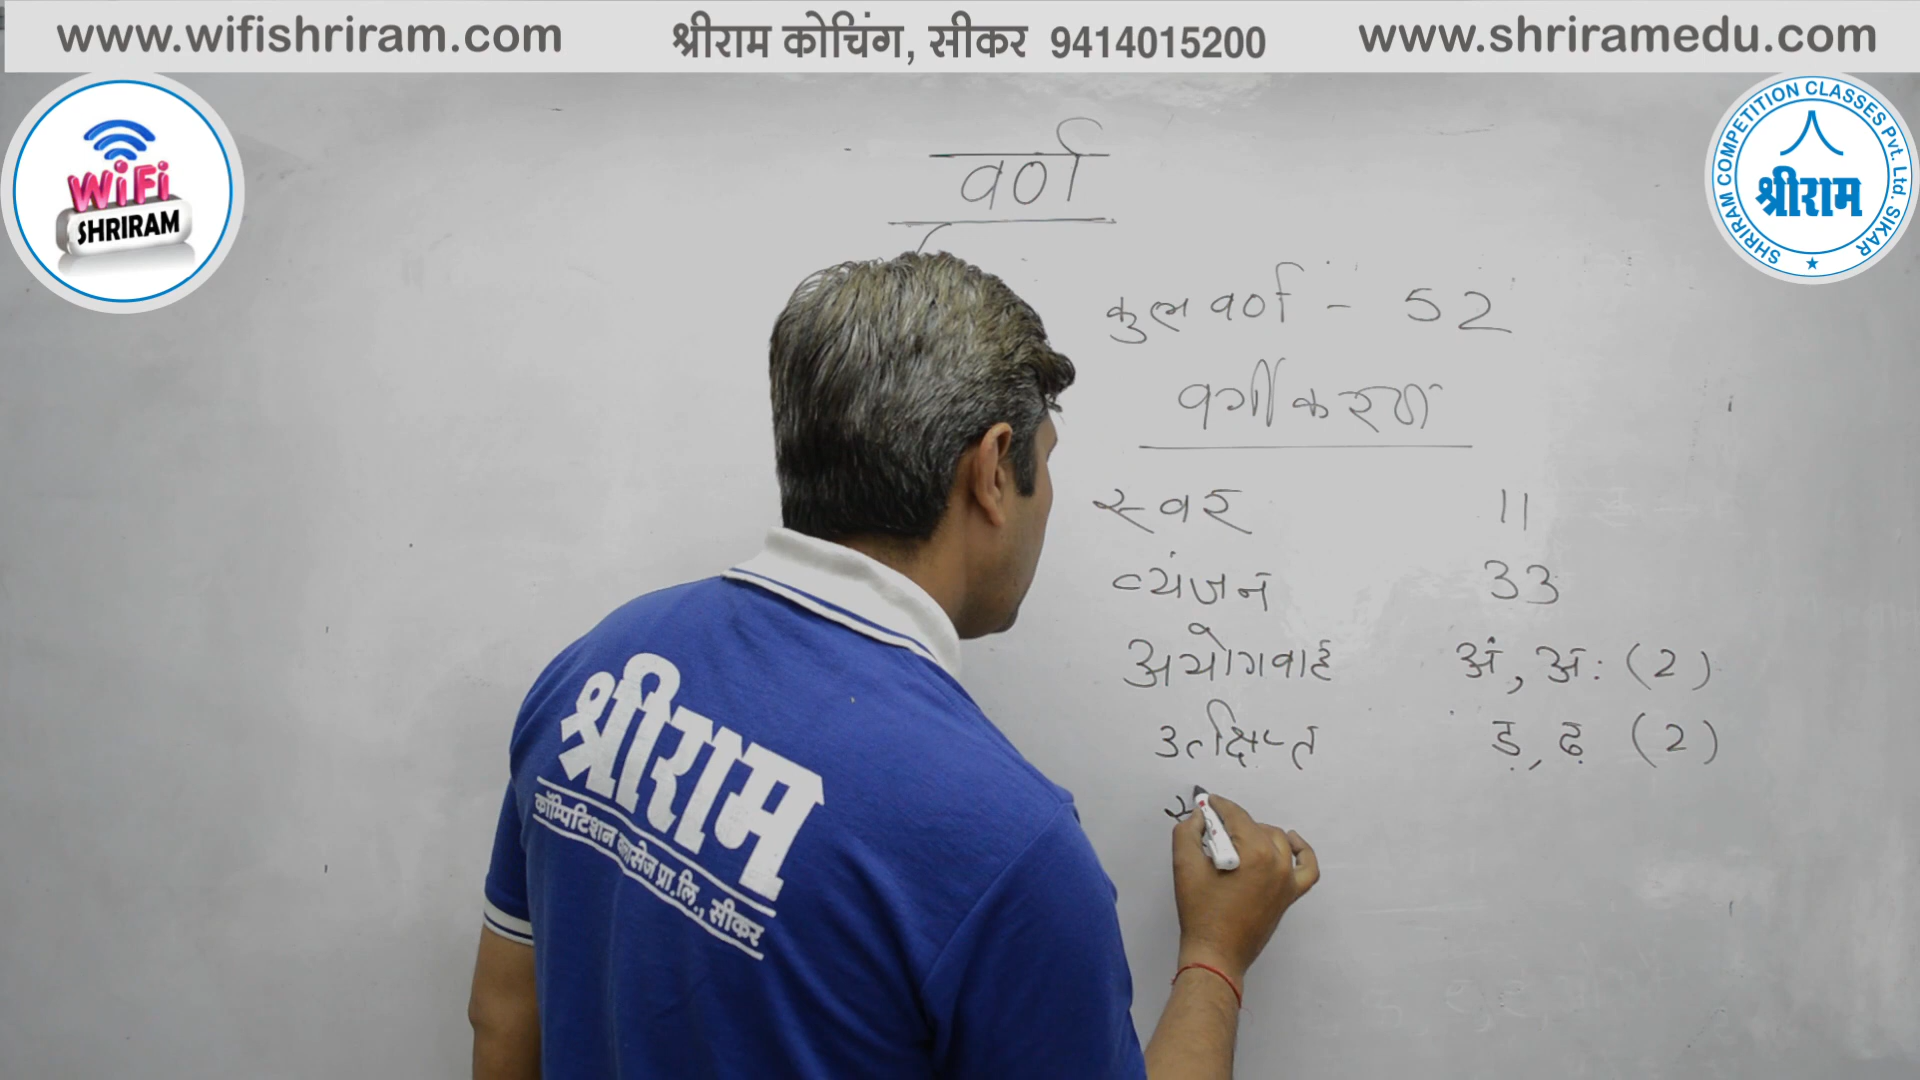 www.wifishriram.com श्रीराम कोचिंग, सीकर 9414015200 www.shriramedu.com
WiFi
SHRIRAM
SHRIRAM COMPETITION CLASSES Pvt. Ltd. SIKAR
श्रीराम
वर्ण
कुल वर्ण - 52
वर्गीकरण
स्वर 11
व्यंजन 33
अयोगवाह अं, अः (2)
उत्क्षिप्त ड़, ढ़ (2)
श्रीराम
कॉम्पिटिशन क्लासेज प्रा.लि., सीकर